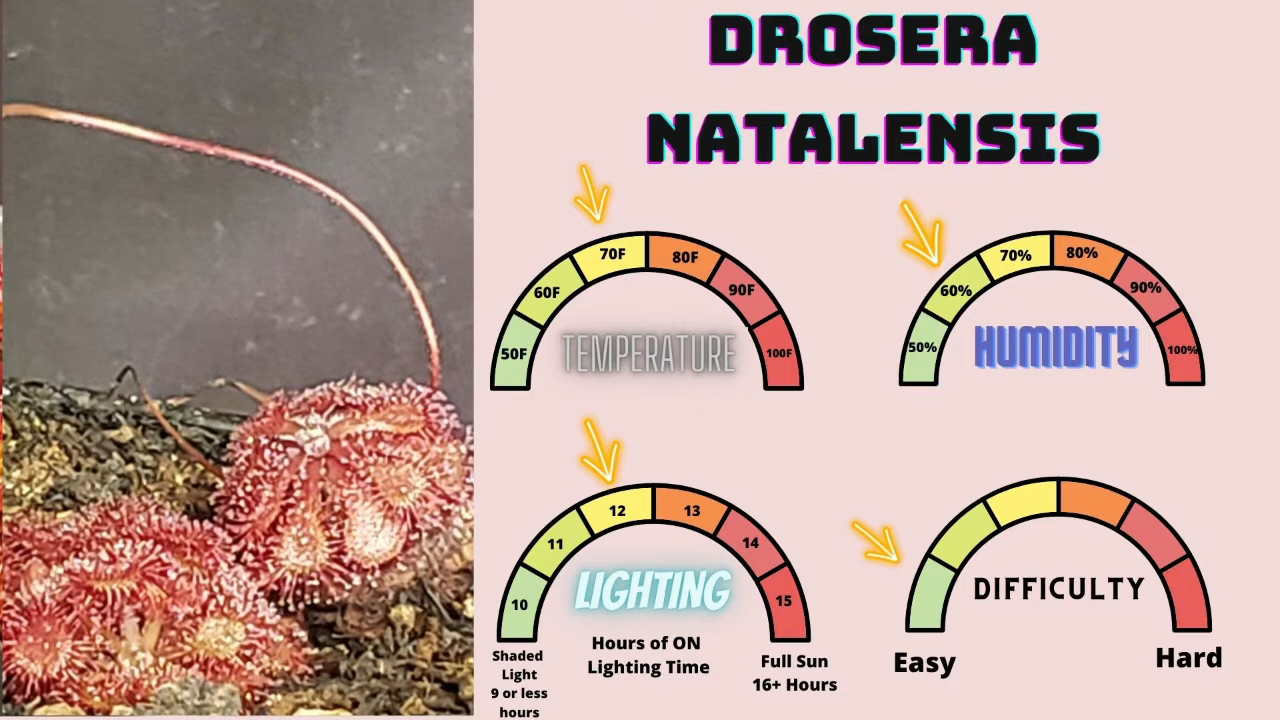 DROSERA
NATALENSIS
50F
60F
70F
80F
90F
100F
TEMPERATURE
50%
60%
70%
80%
90%
100%
HUMIDITY
10
11
12
13
14
15
LIGHTING
Hours of ON
Lighting Time
Shaded
Light
9 or less
hours
Full Sun
16+ Hours
DIFFICULTY
Easy
Hard